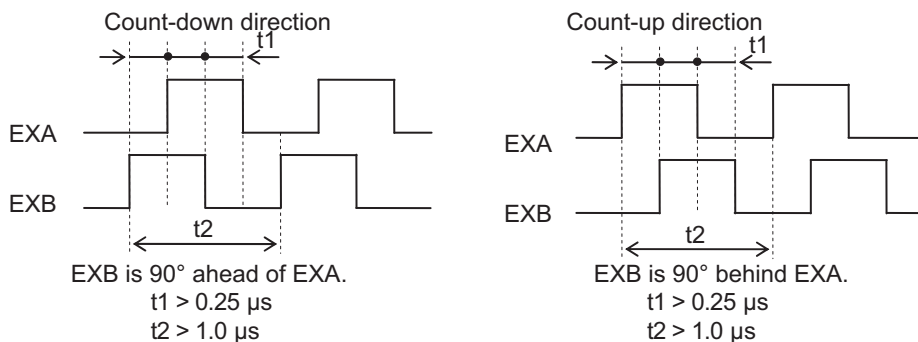 Count-down direction
t1
EXA
EXB
t2
EXB is 90° ahead of EXA.
t1 > 0.25 µs
t2 > 1.0 µs
Count-up direction
t1
EXA
EXB
t2
EXB is 90° behind EXA.
t1 > 0.25 µs
t2 > 1.0 µs